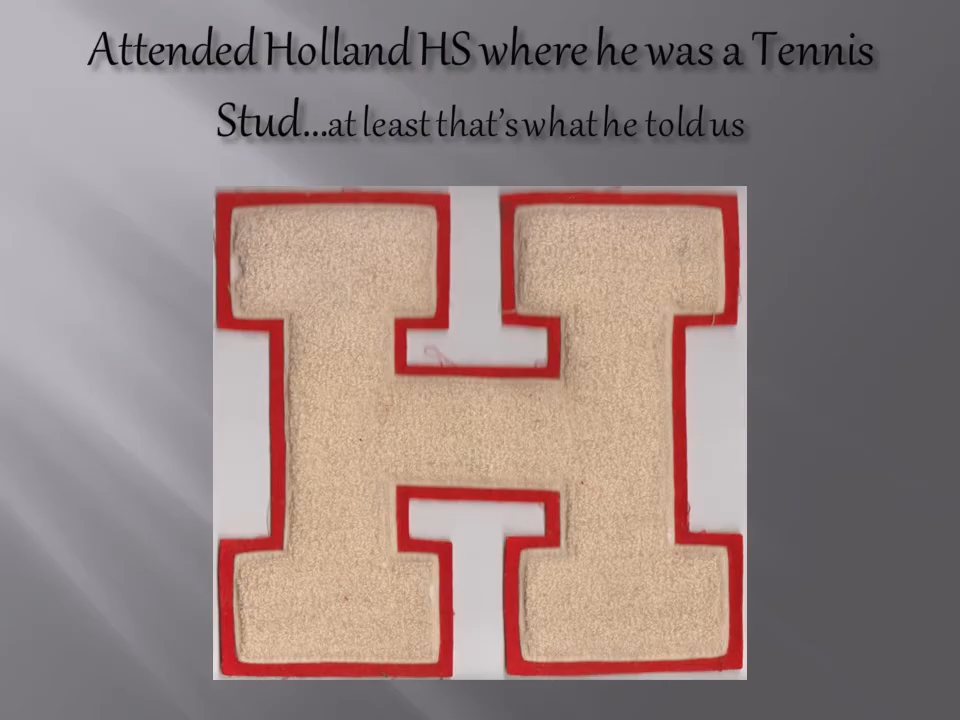 Attended Holland HS where he was a Tennis
Stud...at least that's what he told us
H